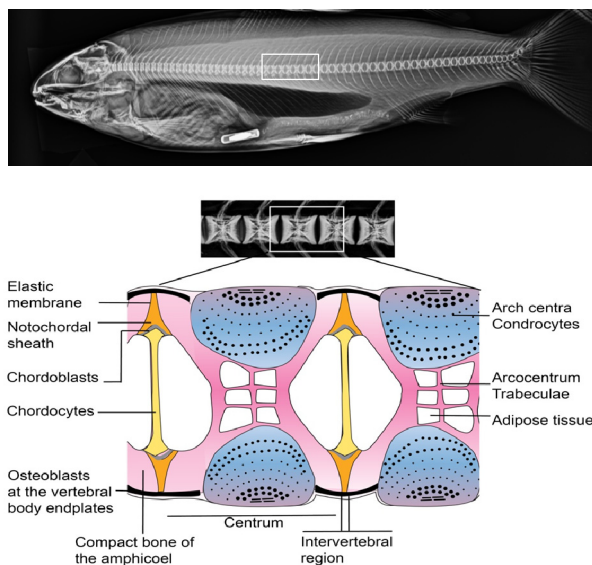 Elastic
membrane
Notochordal
sheath
Chordoblasts
Chordocytes
Osteoblasts
at the vertebral
body endplates
Compact bone of
the amphicoel
Centrum
Intervertebral
region
Arch centra
Condrocytes
Arcocentrum
Trabeculae
Adipose tissue